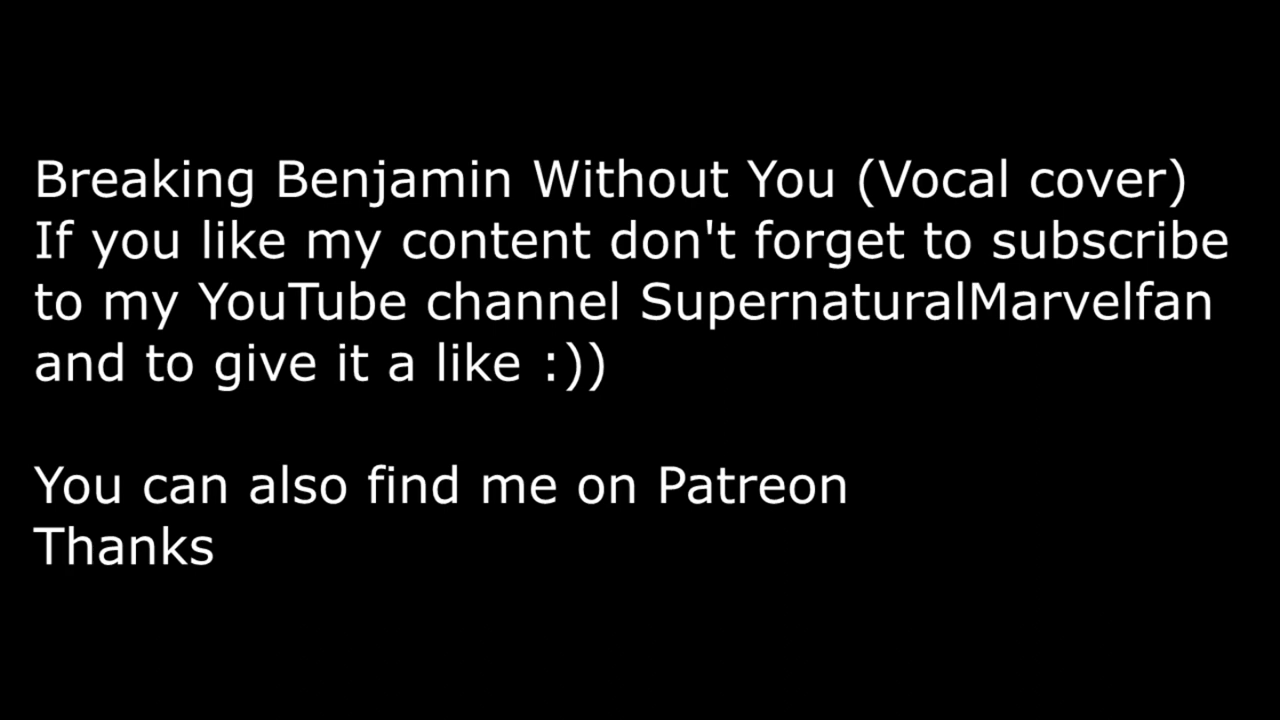 Breaking Benjamin Without You (Vocal cover)
If you like my content don't forget to subscribe
to my YouTube channel SupernaturalMarvelfan
and to give it a like :))
You can also find me on Patreon
Thanks